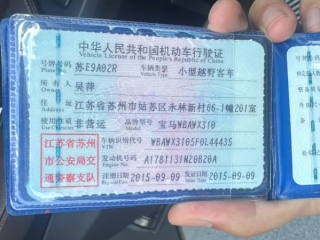 中华人民共和国机动车行驶证
Vehicle License of the People's Republic of China
号牌号码 苏E9A02R 车辆类型 小型越野客车
Plate No. Vehicle Type
所有人 吴萍
Owner
住址 江苏省苏州市姑苏区永林新村66-1幢201室
Address
使用性质 非营运 品牌型号 宝马WBAWX310
Model
江苏省苏州
市公安局交
通警察支队
车辆识别代号 WBAWX3105F0L44435
VIN
发动机号码 A1781131N20B20A
Engine No.
注册日期 2015-09-09 发证日期 2015-09-09
Register Date Issue Date